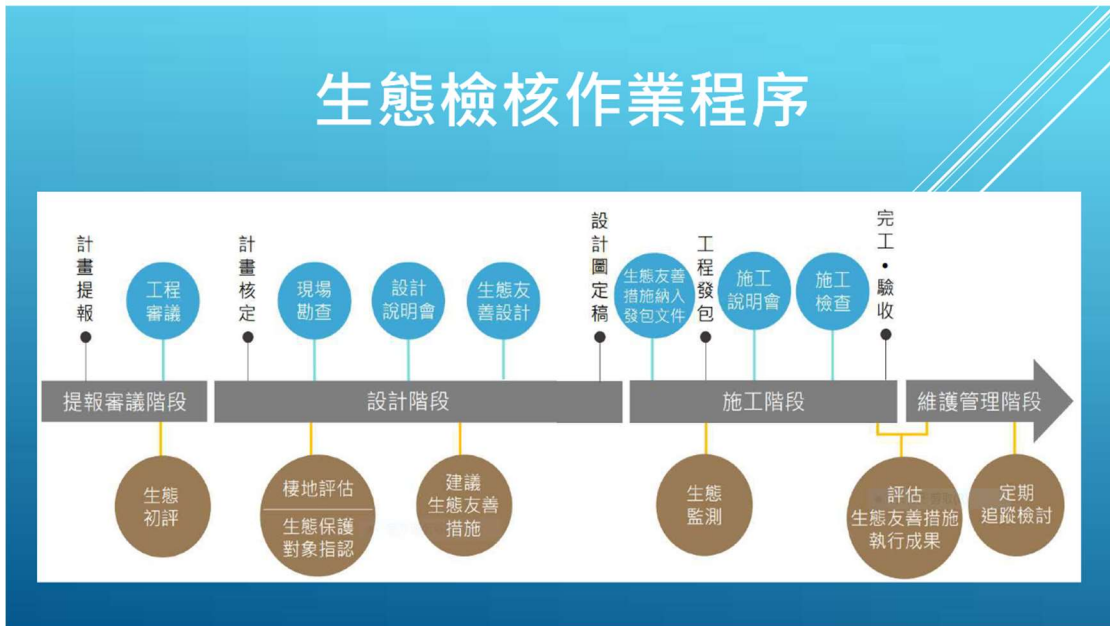 生態檢核作業程序
計畫提報
工程
審議
計畫核定
現場
勘查
設計
說明會
生態友
善設計
設計圖定稿
生態友善
措施納入
發包文件
工程發包
施工
說明會
施工
檢查
完工・驗收
提報審議階段
設計階段
施工階段
維護管理階段
生態
初評
棲地評估
生態保護
對象指認
建議
生態友善
措施
生態
監測
評估
生態友善措施
執行成果
定期
追蹤檢討